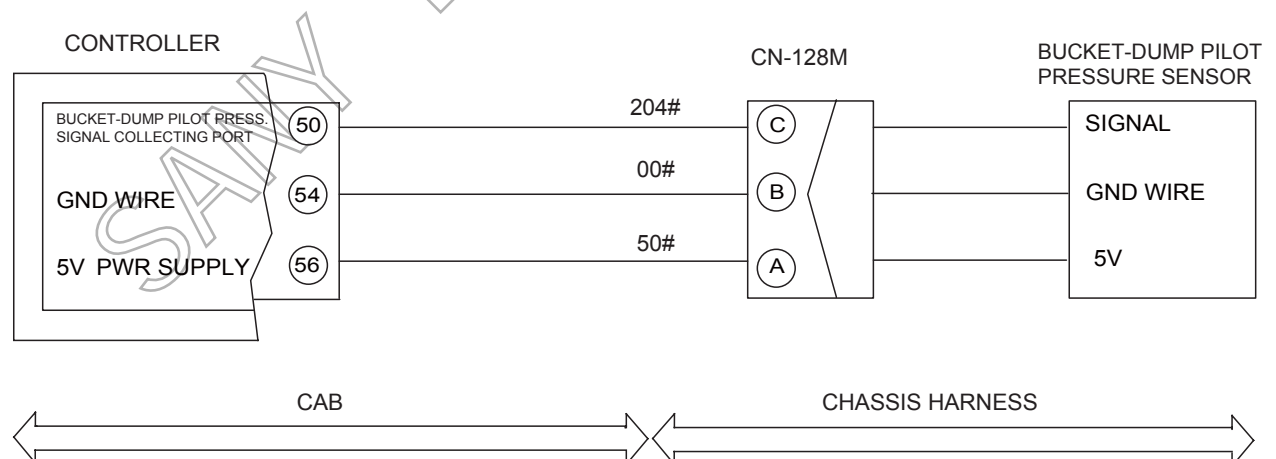 CONTROLLER
CN-128M
BUCKET-DUMP PILOT
PRESSURE SENSOR
BUCKET-DUMP PILOT PRESS.
SIGNAL COLLECTING PORT
50
204#
C
SIGNAL
GND WIRE
54
00#
B
GND WIRE
5V PWR SUPPLY
56
50#
A
5V
CAB
CHASSIS HARNESS
SANY